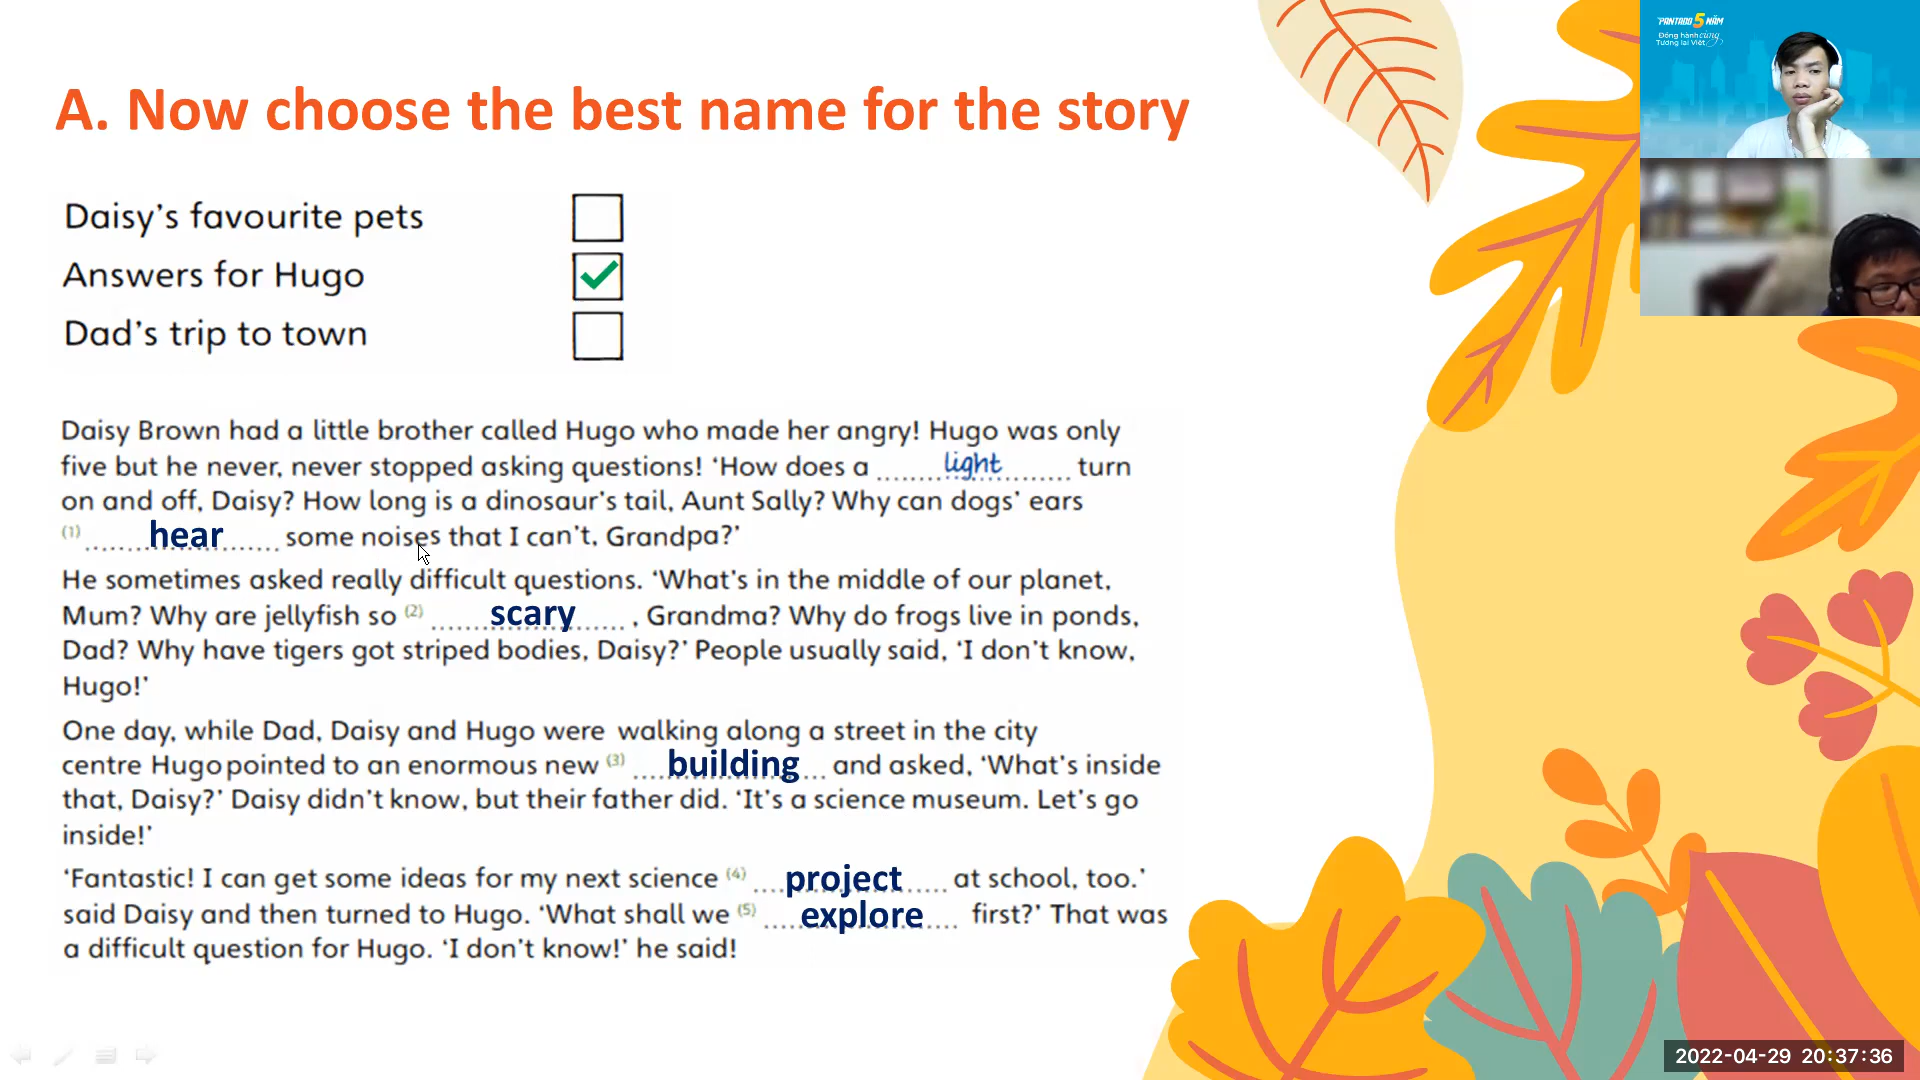 A. Now choose the best name for the story
Daisy's favourite pets
Answers for Hugo
Dad's trip to town
Daisy Brown had a little brother called Hugo who made her angry! Hugo was only
five but he never, never stopped asking questions! ‘How does a ........light........ turn
on and off, Daisy? How long is a dinosaur's tail, Aunt Sally? Why can dogs' ears
(1) ........hear........ some noises that I can't, Grandpa?’
He sometimes asked really difficult questions. ‘What's in the middle of our planet,
Mum? Why are jellyfish so (2) ........scary........ , Grandma? Why do frogs live in ponds,
Dad? Why have tigers got striped bodies, Daisy?’ People usually said, ‘I don't know,
Hugo!’
One day, while Dad, Daisy and Hugo were walking along a street in the city
centre Hugo pointed to an enormous new (3) ........building........ and asked, ‘What's inside
that, Daisy?’ Daisy didn't know, but their father did. ‘It's a science museum. Let's go
inside!’
‘Fantastic! I can get some ideas for my next science (4) ........project........ at school, too.’
said Daisy and then turned to Hugo. ‘What shall we (5) ........explore........ first?’ That was
a difficult question for Hugo. ‘I don't know!’ he said!
PANTADO 5 NĂM
Đồng hành cùng
Tương lai Việt
2022-04-29 20:37:36